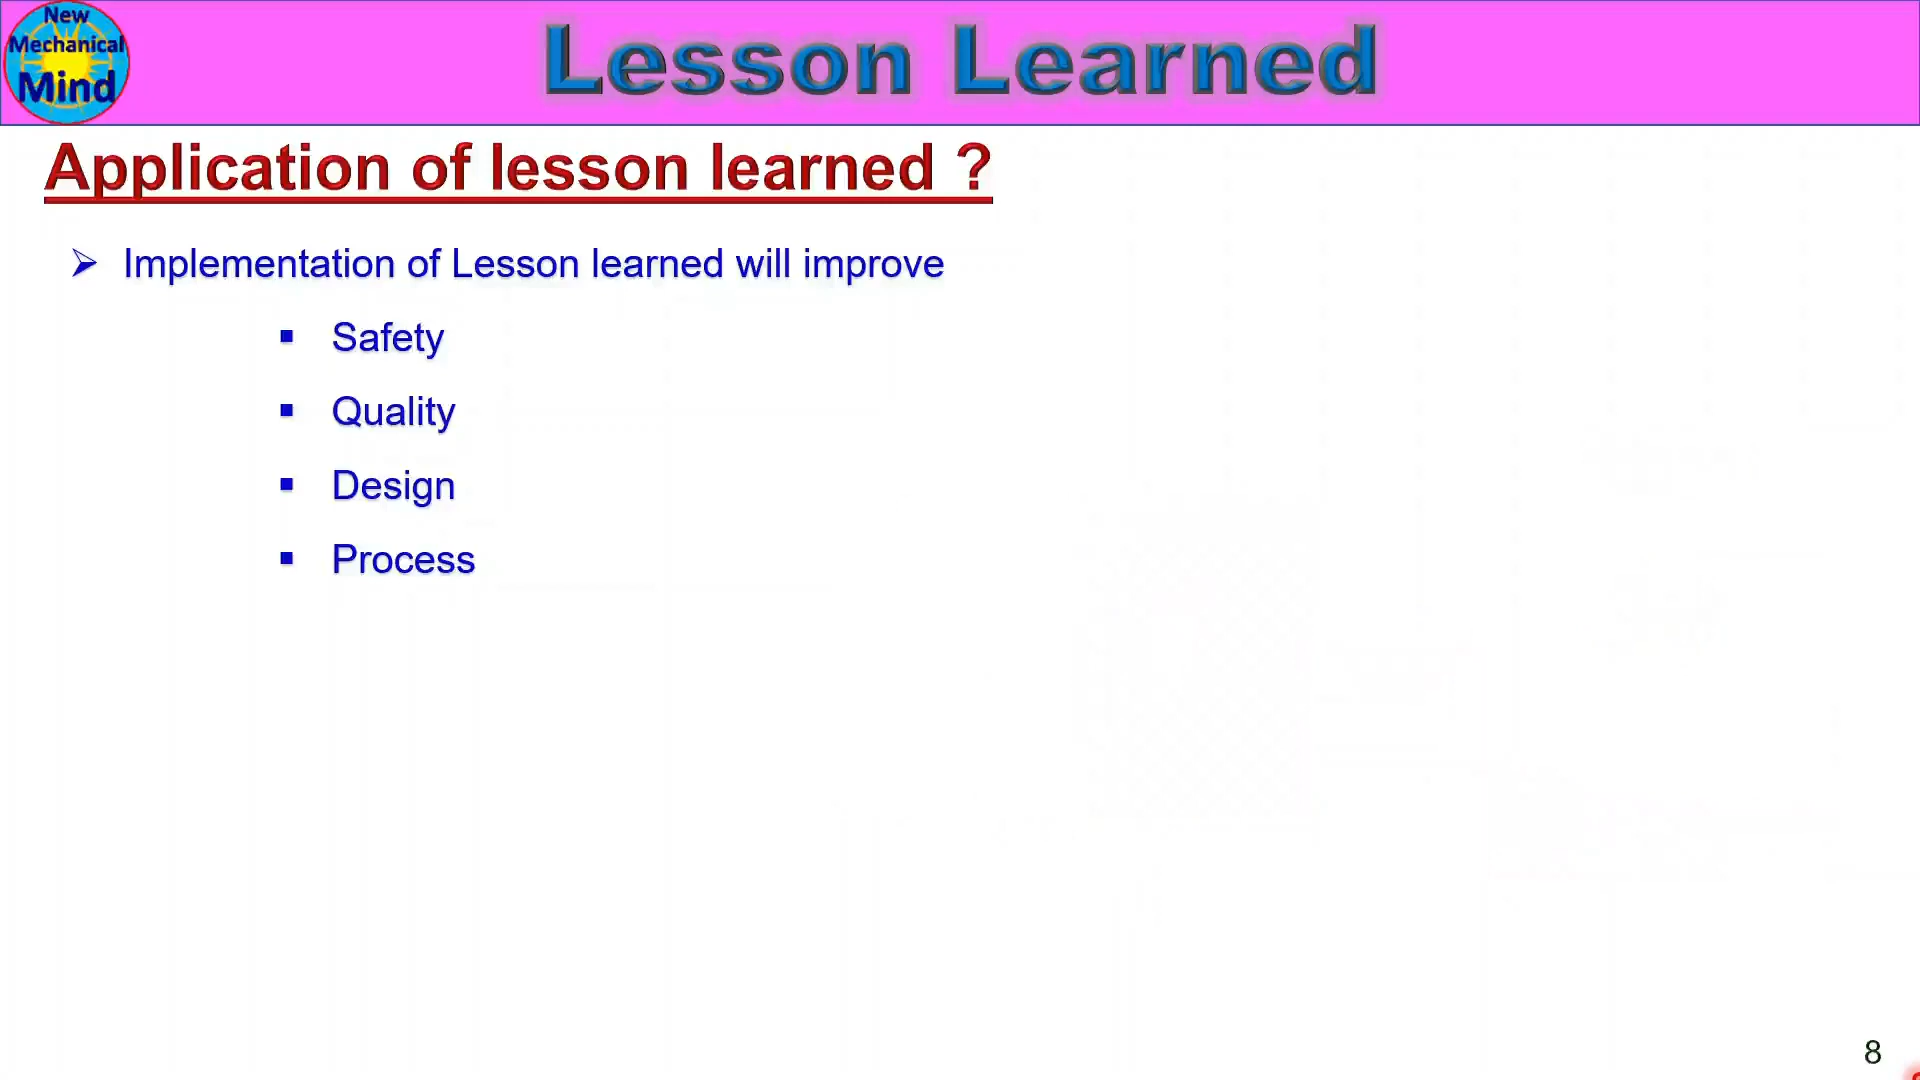 New
Mechanical
Mind
Lesson Learned
Application of lesson learned ?
➢ Implementation of Lesson learned will improve
▪ Safety
▪ Quality
▪ Design
▪ Process
8